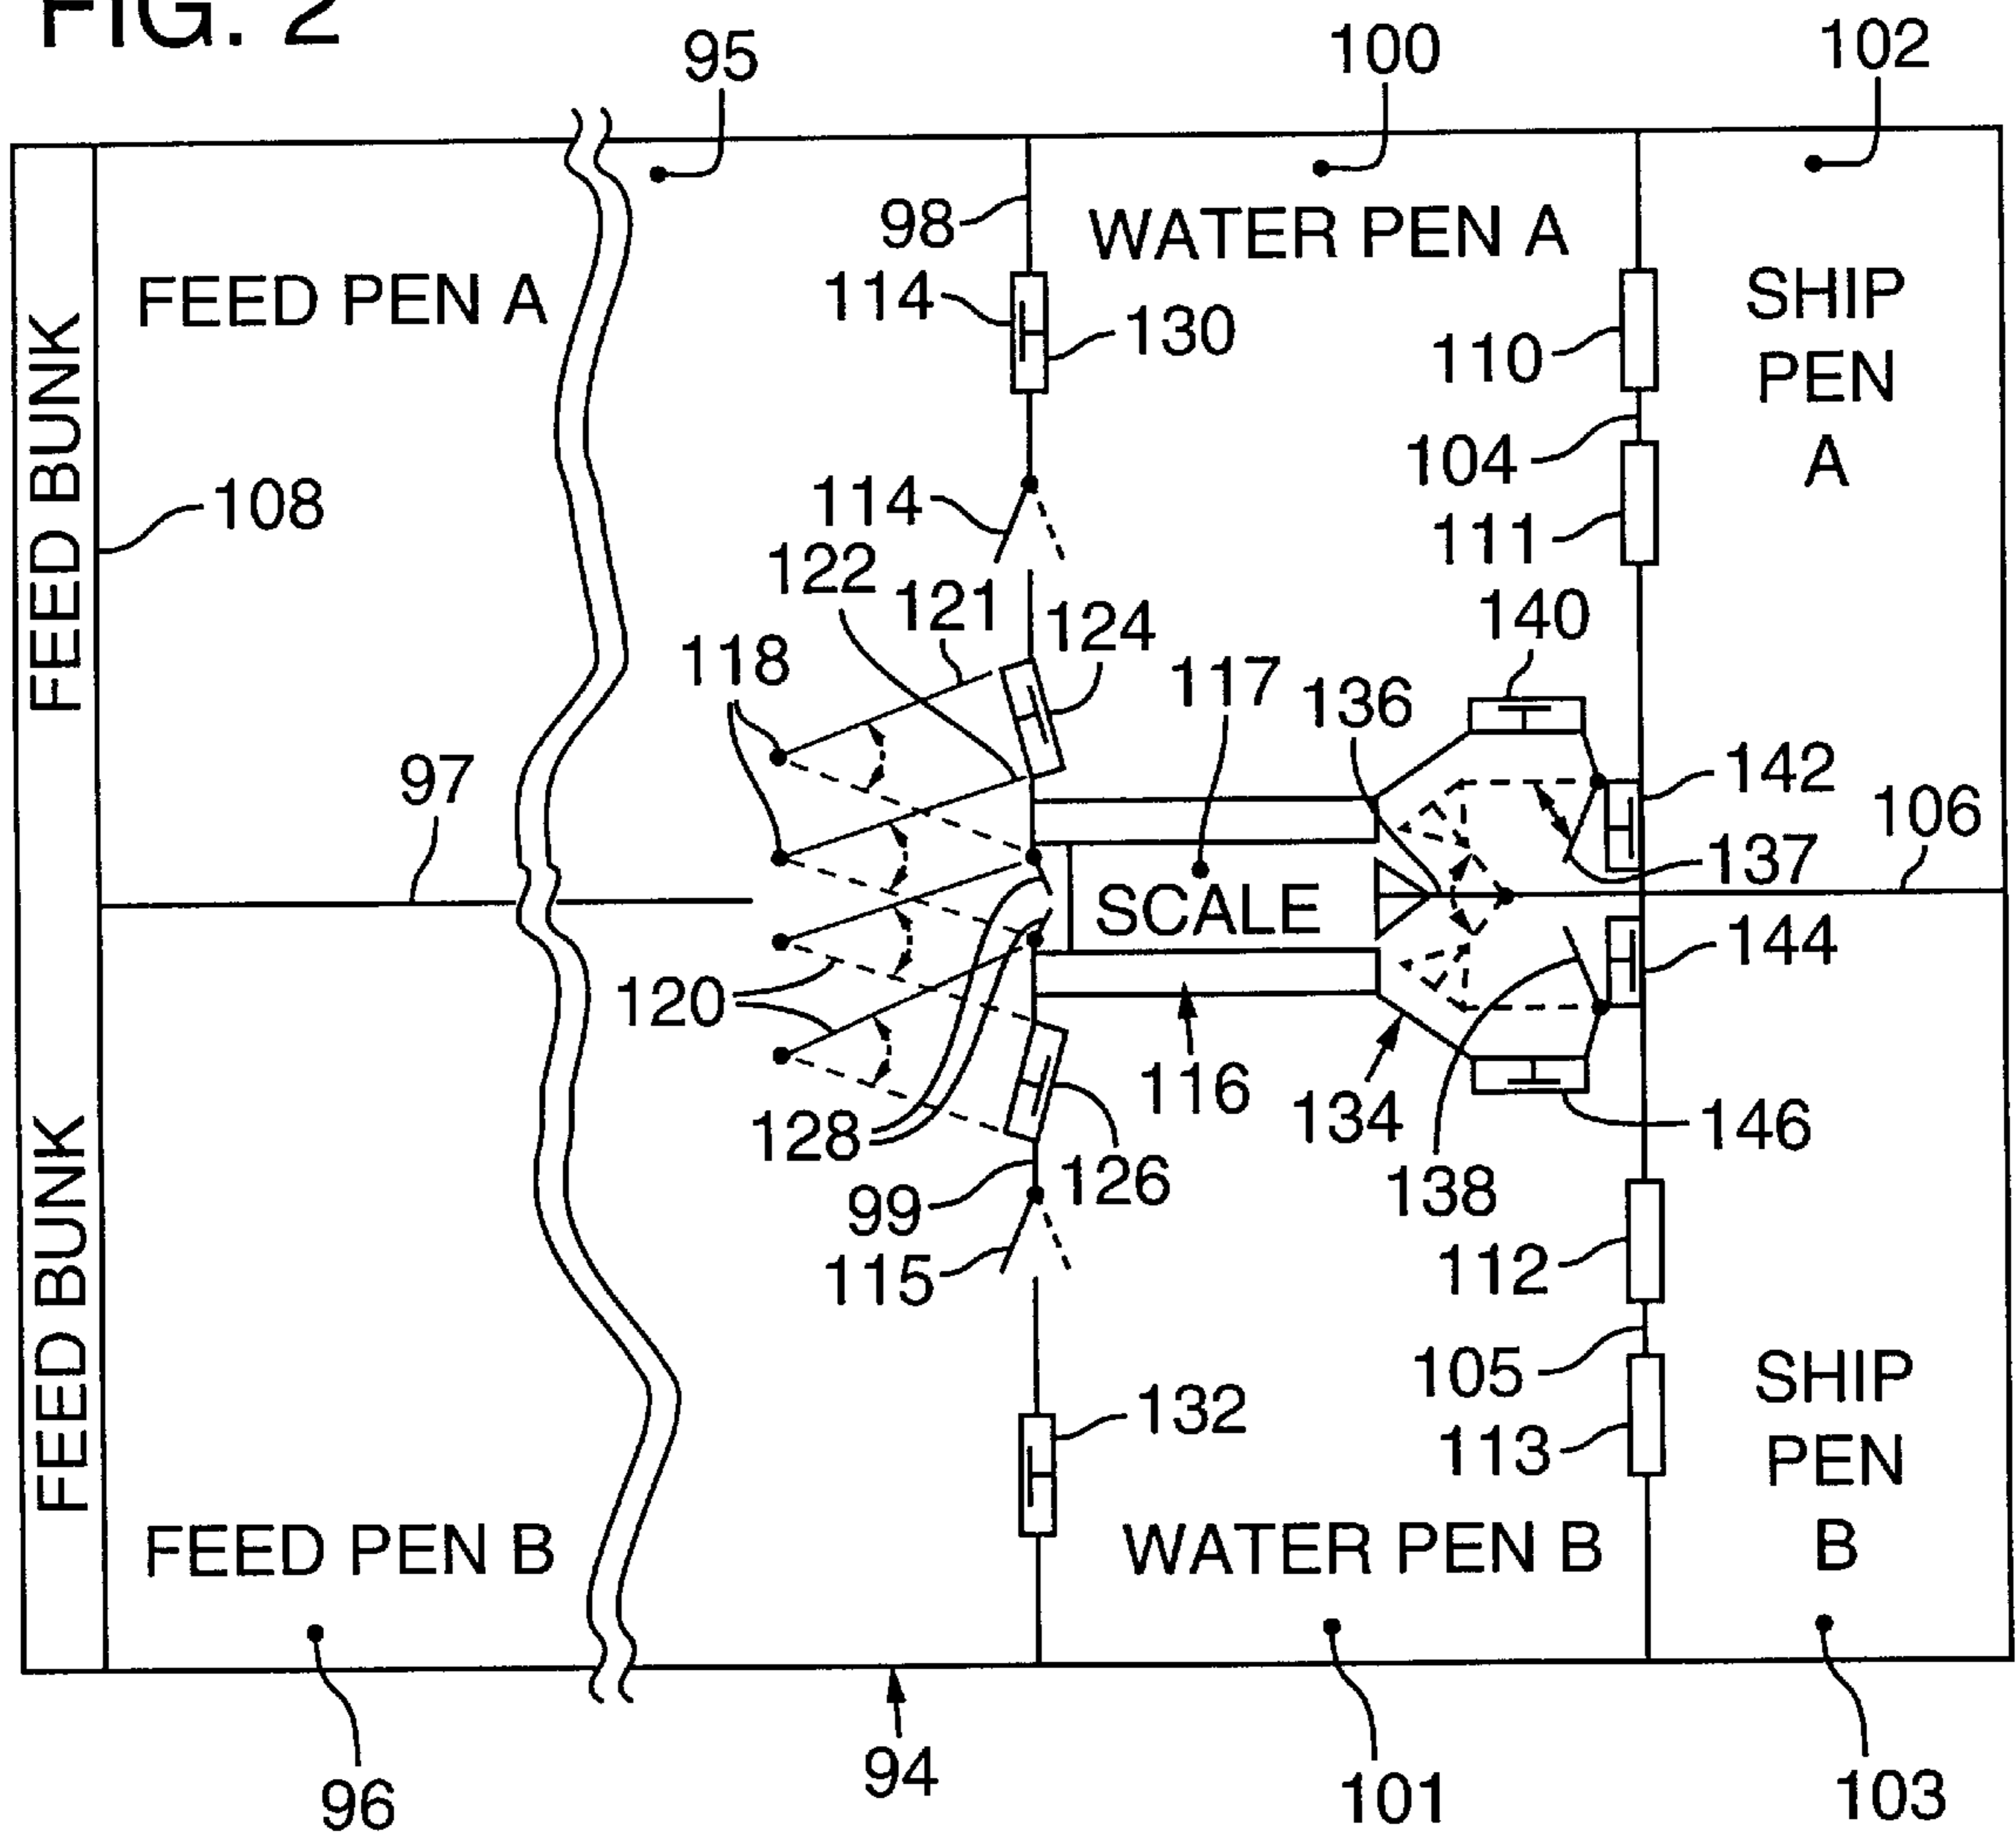 FIG. 2
95
100
102
98
WATER PEN A
114
130
FEED PEN A
SHIP
PEN
A
110
104
111
FEED BUNK
108
114
122
121
124
140
118
117
136
142
97
106
137
SCALE
144
120
116
134
146
128
126
138
99
115
112
105
113
132
FEED BUNK
SHIP
PEN
B
FEED PEN B
WATER PEN B
96
94
101
103